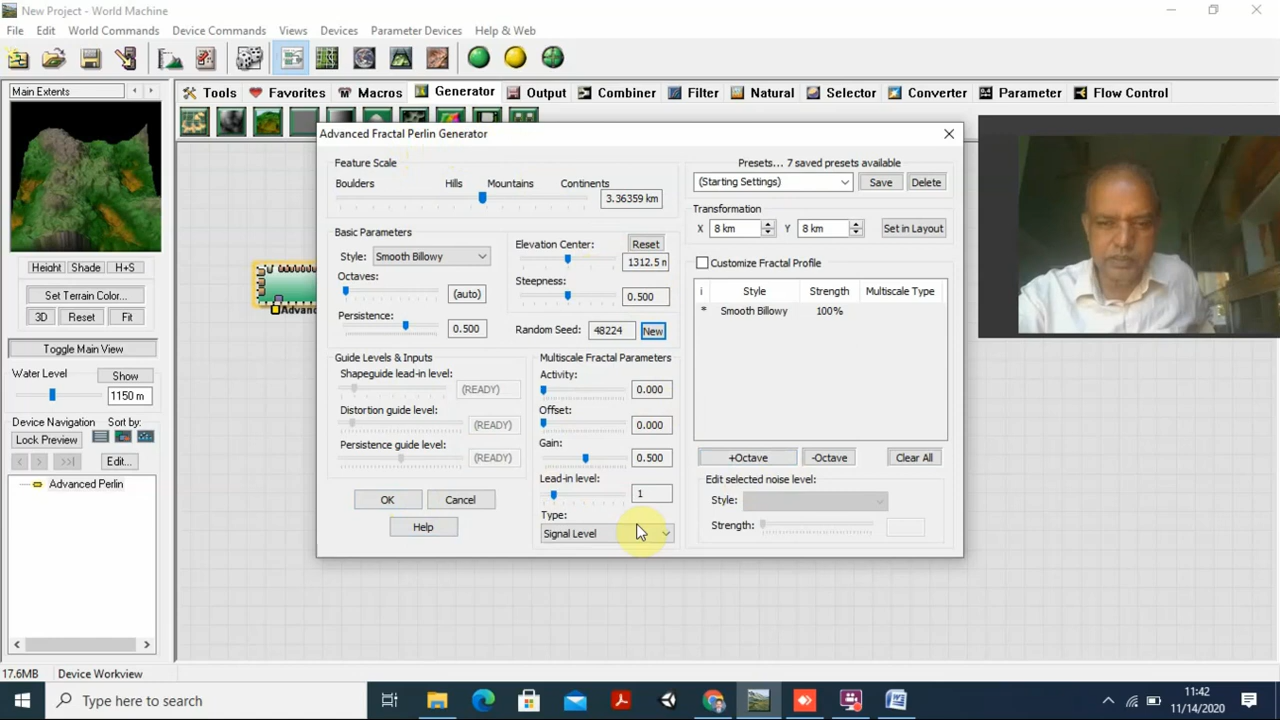 New Project - World Machine
File Edit World Commands Device Commands Views Devices Parameter Devices Help & Web
Main Extents
Tools Favorites Macros Generator Output Combiner Filter Natural Selector Converter Parameter Flow Control
Height Shade H+S
Set Terrain Color...
3D Reset Fit
Toggle Main View
Water Level Show
1150 m
Device Navigation Sort by:
Lock Preview
Edit...
Advanced Perlin
Advanc
Advanced Fractal Perlin Generator
Feature Scale
Boulders Hills Mountains Continents
3.36359 km
Basic Parameters
Style: Smooth Billowy
Octaves:
(auto)
Persistence:
0.500
Elevation Center: Reset
1312.5 n
Steepness:
0.500
Random Seed: 48224 New
Guide Levels & Inputs
Shapeguide lead-in level:
(READY)
Distortion guide level:
(READY)
Persistence guide level:
(READY)
OK Cancel
Help
Multiscale Fractal Parameters
Activity:
0.000
Offset:
0.000
Gain:
0.500
Lead-in level:
1
Type:
Signal Level
Presets... 7 saved presets available
(Starting Settings) Save Delete
Transformation
X 8 km Y 8 km Set in Layout
Customize Fractal Profile
i Style Strength Multiscale Type
* Smooth Billowy 100%
+Octave -Octave Clear All
Edit selected noise level:
Style:
Strength:
17.6MB Device Workview
Type here to search
11:42
11/14/2020